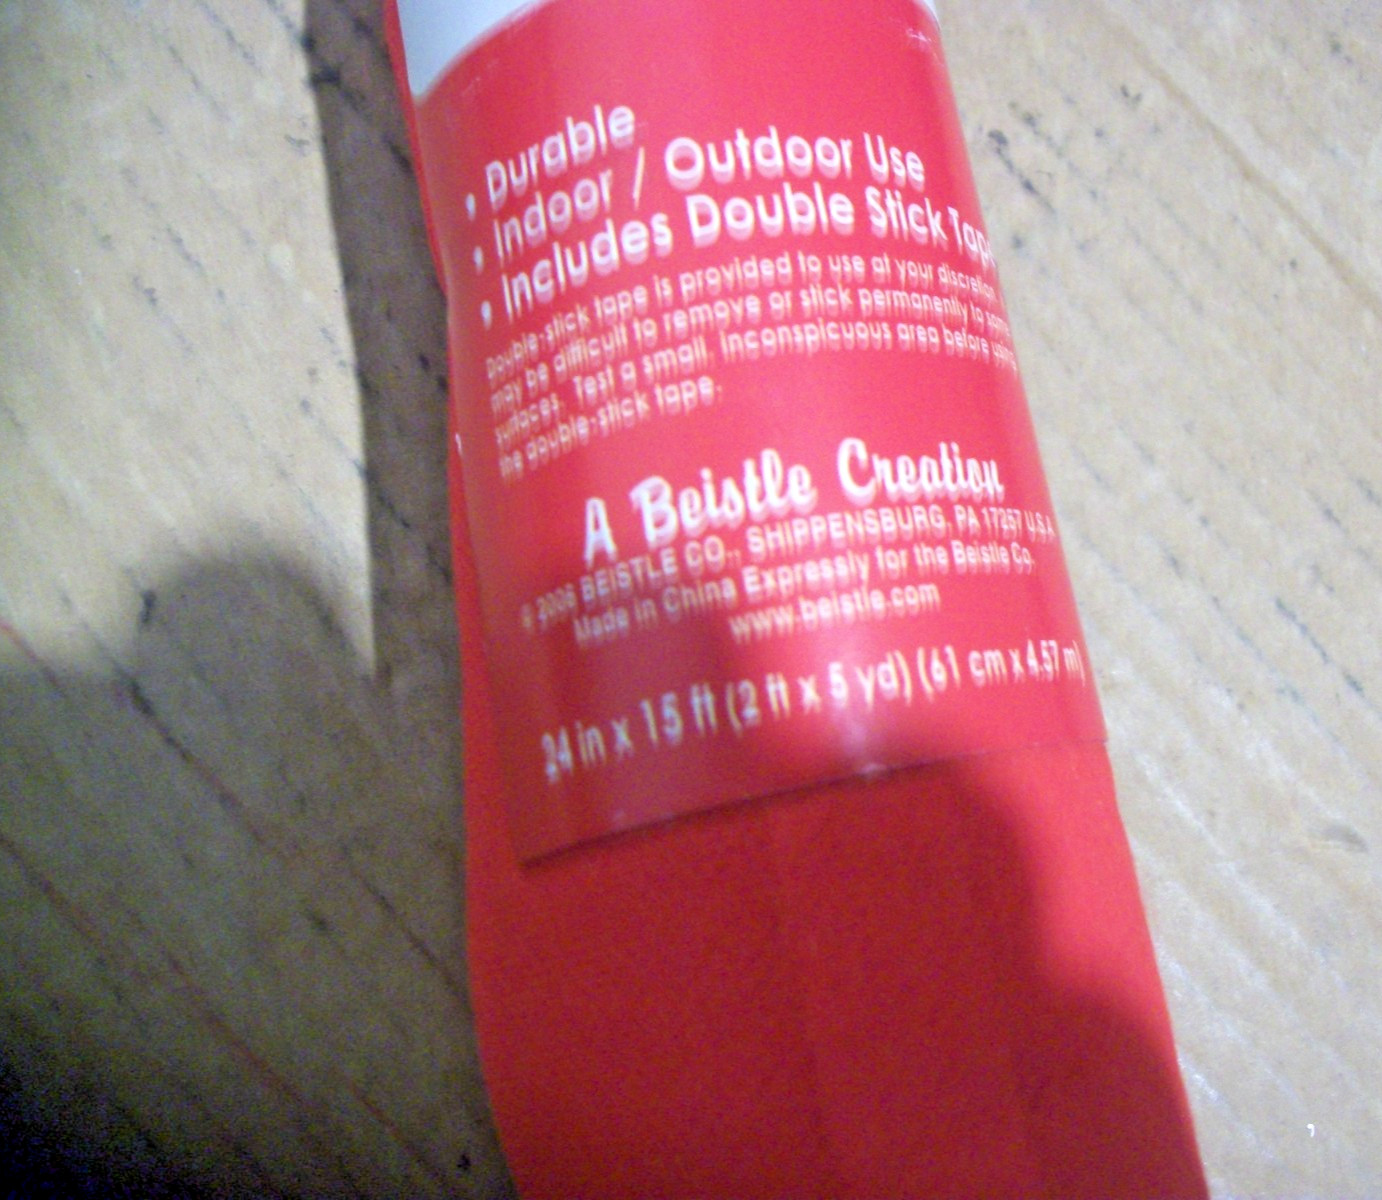 • Durable
• Indoor / Outdoor Use
• Includes Double Stick Tape
Double-stick tape is provided to use at your discretion.
may be difficult to remove or stick permanently to some
surfaces. Test a small, inconspicuous area before using
the double-stick tape.
A Beistle Creation
© 2006 BEISTLE CO., SHIPPENSBURG, PA 17257 U.S.A
Made in China Expressly for the Beistle Co.
www.beistle.com
24 in x 15 ft (2 ft x 5 yd) (61 cm x 4.57 m)